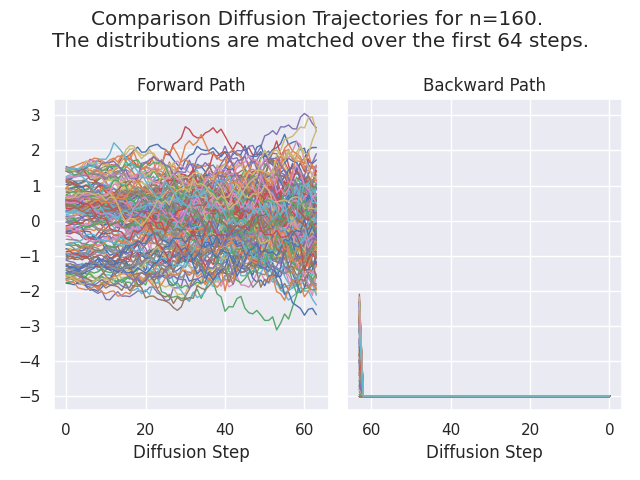 Comparison Diffusion Trajectories for n=160.
The distributions are matched over the first 64 steps.
Forward Path
Backward Path
3
2
1
0
−1
−2
−3
−4
−5
0 20 40 60
60 40 20 0
Diffusion Step
Diffusion Step